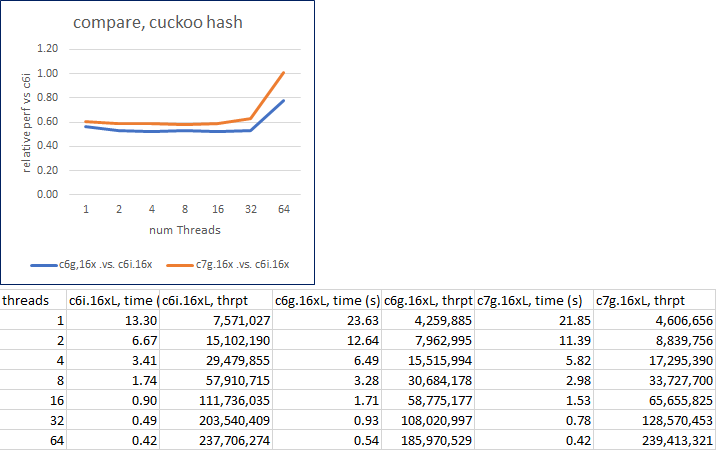 compare, cuckoo hash
1.20
1.00
0.80
0.60
0.40
0.20
0.00
relative perf vs c6i
1 2 4 8 16 32 64
num Threads
c6g,16x .vs. c6i.16x c7g.16x .vs. c6i.16x
threads c6i.16xL, time ( c6i.16xL, thrpt c6g.16xL, time (s) c6g.16xL, thrpt c7g.16xL, time (s) c7g.16xL, thrpt
1 13.30 7,571,027 23.63 4,259,885 21.85 4,606,656
2 6.67 15,102,190 12.64 7,962,995 11.39 8,839,756
4 3.41 29,479,855 6.49 15,515,994 5.82 17,295,390
8 1.74 57,910,715 3.28 30,684,178 2.98 33,727,700
16 0.90 111,736,035 1.71 58,775,177 1.53 65,655,825
32 0.49 203,540,409 0.93 108,020,997 0.78 128,570,453
64 0.42 237,706,274 0.54 185,970,529 0.42 239,413,321